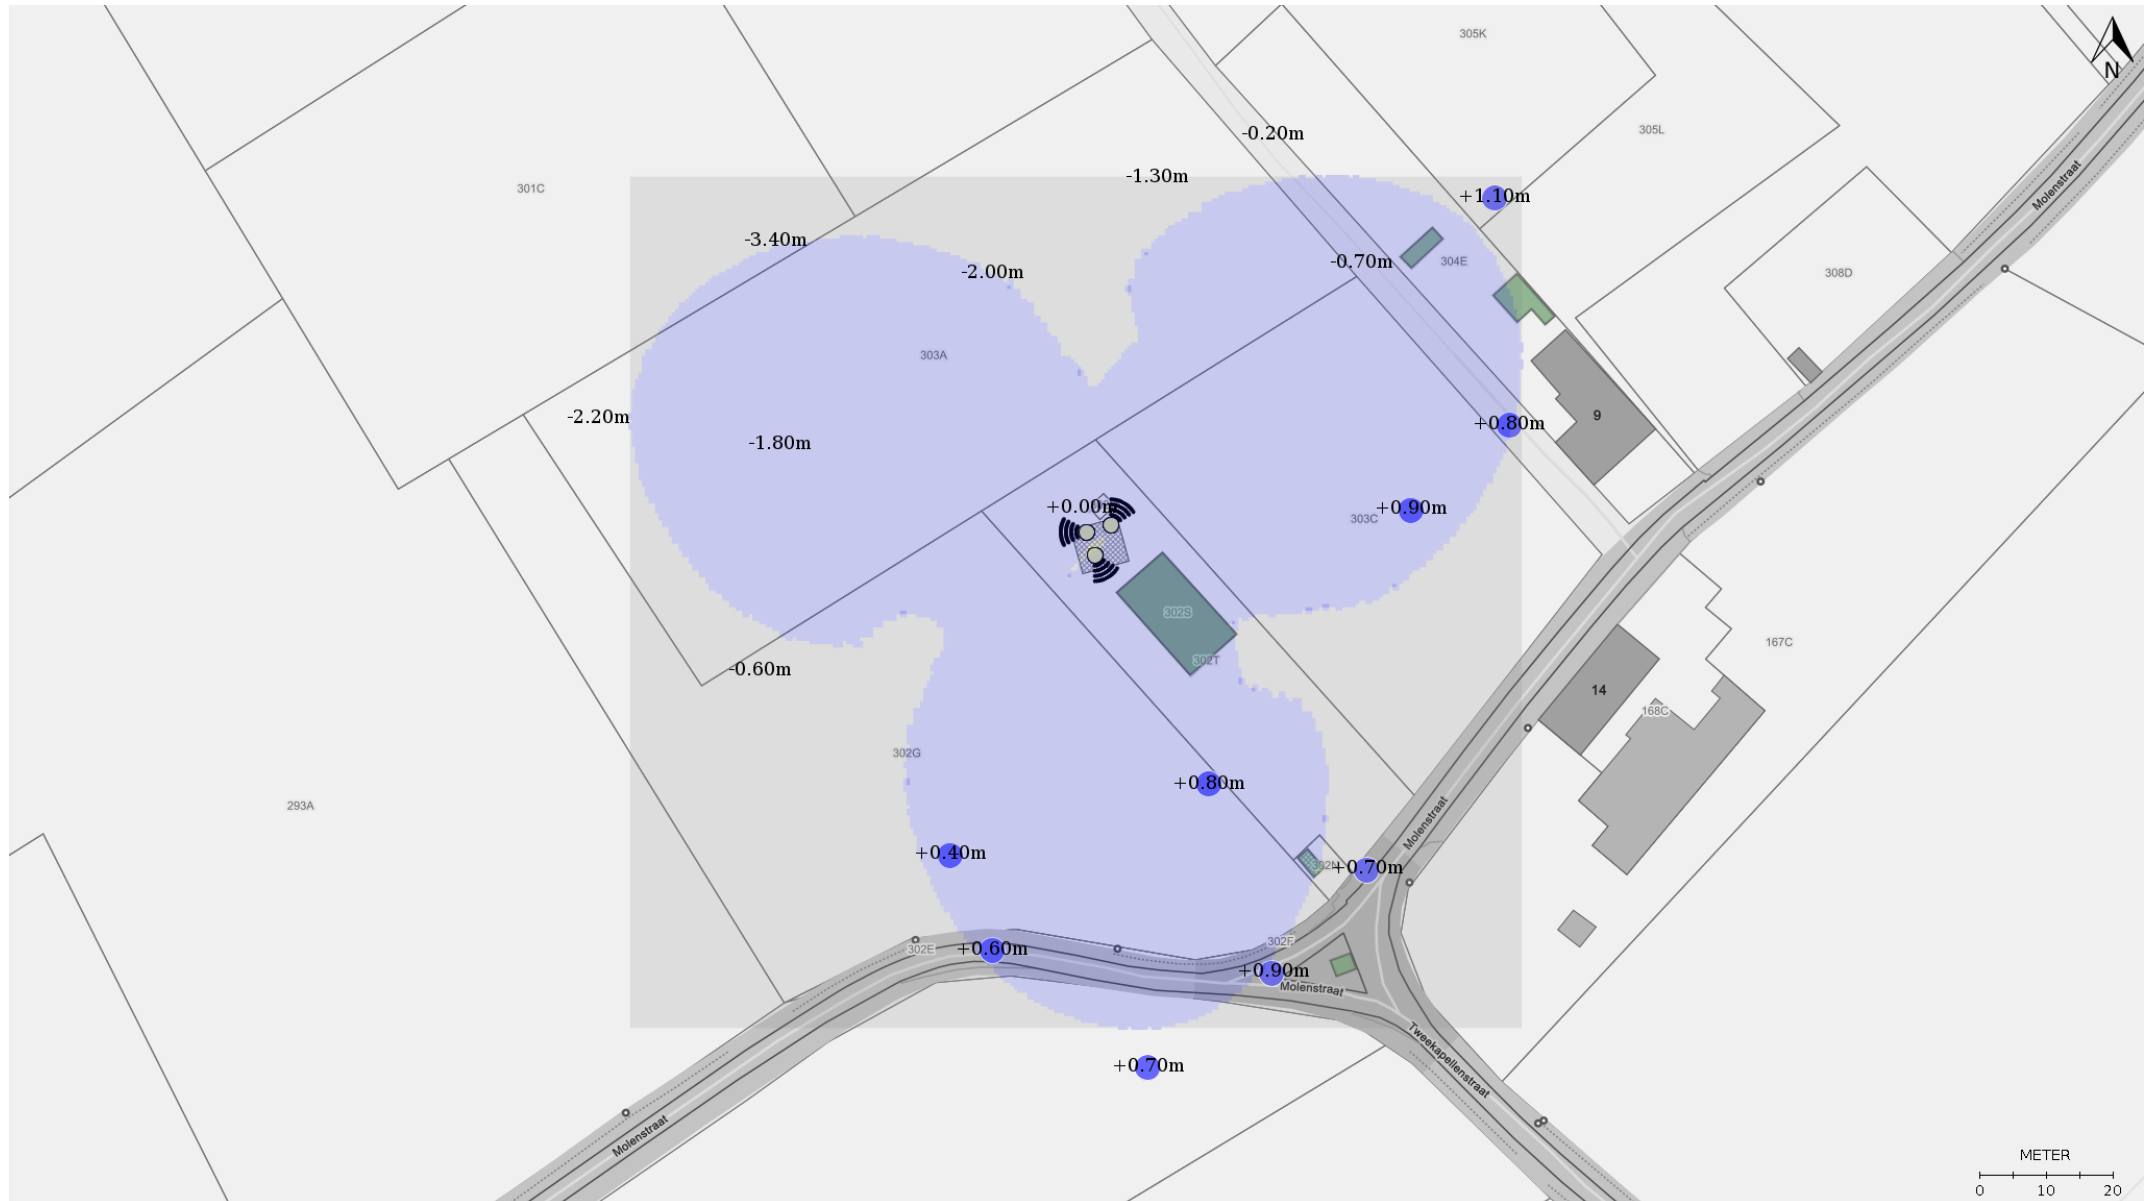 305K
N
305L
-0.20m
-1.30m
301C
+1.10m
Molenstraat
-3.40m
-0.70m
304E
-2.00m
308D
303A
-2.20m
9
+0.80m
-1.80m
+0.00m
+0.90m
303C
302S
167C
302T
-0.60m
14
168C
302G
+0.80m
293A
Molenstraat
+0.40m
302N
+0.70m
302E
+0.60m
302F
+0.90m
Molenstraat
Tweekapellenstraat
+0.70m
Molenstraat
METER
0 10 20